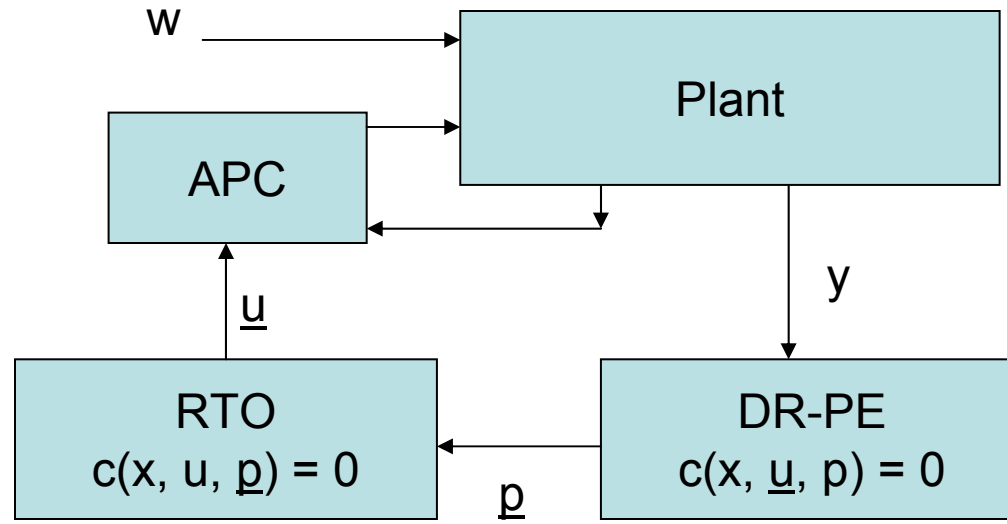 w
Plant
APC
y
u
RTO
c(x, u, p) = 0
DR-PE
c(x, u, p) = 0
p